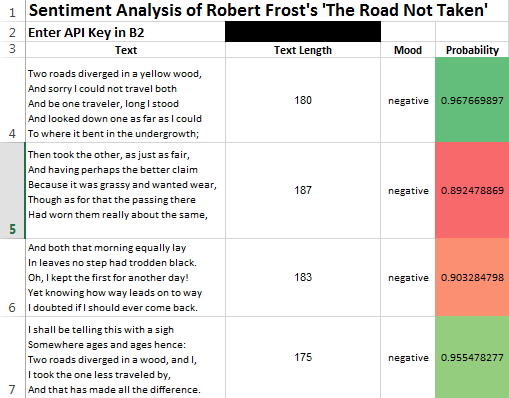 1 Sentiment Analysis of Robert Frost's 'The Road Not Taken'
2 Enter API Key in B2
3 Text Text Length Mood Probability
Two roads diverged in a yellow wood,
And sorry I could not travel both
And be one traveler, long I stood
And looked down one as far as I could
To where it bent in the undergrowth;
4 180 negative 0.967669897
Then took the other, as just as fair,
And having perhaps the better claim
Because it was grassy and wanted wear,
Though as for that the passing there
Had worn them really about the same,
5 187 negative 0.892478869
And both that morning equally lay
In leaves no step had trodden black.
Oh, I kept the first for another day!
Yet knowing how way leads on to way
I doubted if I should ever come back.
6 183 negative 0.903284798
I shall be telling this with a sigh
Somewhere ages and ages hence:
Two roads diverged in a wood, and I,
I took the one less traveled by,
And that has made all the difference.
7 175 negative 0.955478277